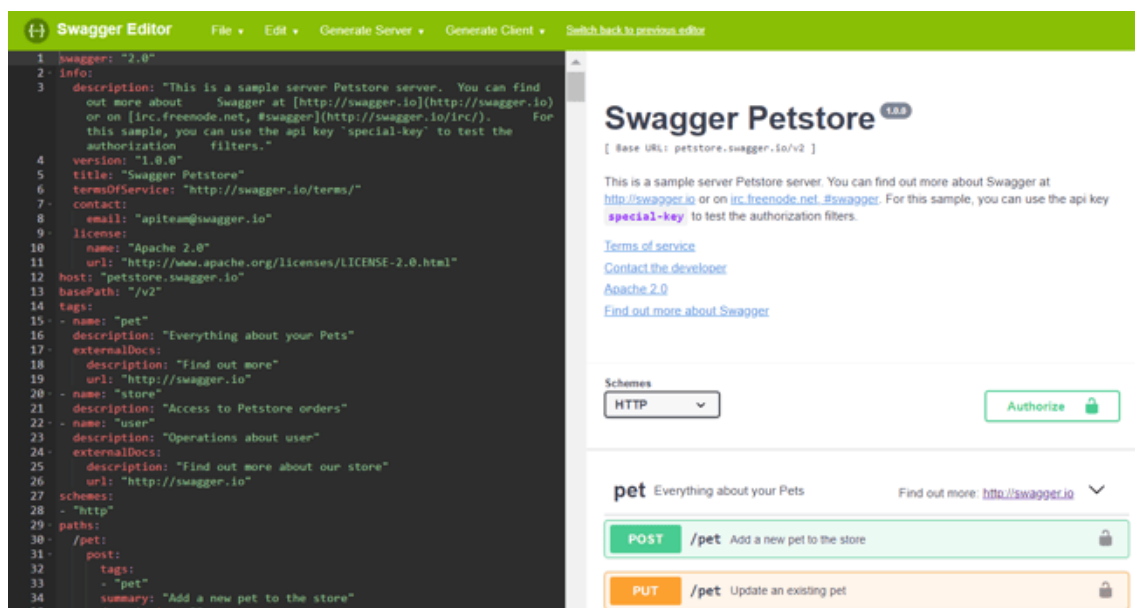 {-} Swagger Editor File Edit Generate Server Generate Client Switch back to previous editor
1 swagger: "2.0"
2 info:
3 description: "This is a sample server Petstore server. You can find
out more about Swagger at [http://swagger.io](http://swagger.io)
or on [irc.freenode.net, #swagger](http://swagger.io/irc/). For
this sample, you can use the api key `special-key` to test the
authorization filters."
4 version: "1.0.0"
5 title: "Swagger Petstore"
6 termsOfService: "http://swagger.io/terms/"
7 contact:
8 email: "apiteam@swagger.io"
9 license:
10 name: "Apache 2.0"
11 url: "http://www.apache.org/licenses/LICENSE-2.0.html"
12 host: "petstore.swagger.io"
13 basePath: "/v2"
14 tags:
15 - name: "pet"
16 description: "Everything about your Pets"
17 externalDocs:
18 description: "Find out more"
19 url: "http://swagger.io"
20 - name: "store"
21 description: "Access to Petstore orders"
22 - name: "user"
23 description: "Operations about user"
24 externalDocs:
25 description: "Find out more about our store"
26 url: "http://swagger.io"
27 schemes:
28 - "http"
29 paths:
30 /pet:
31 post:
32 tags:
33 - "pet"
34 summary: "Add a new pet to the store"
Swagger Petstore 1.0.0
[ Base URL: petstore.swagger.io/v2 ]
This is a sample server Petstore server. You can find out more about Swagger at
http://swagger.io or on irc.freenode.net, #swagger. For this sample, you can use the api key
special-key to test the authorization filters.
Terms of service
Contact the developer
Apache 2.0
Find out more about Swagger
Schemes
HTTP
Authorize
pet Everything about your Pets Find out more: http://swagger.io
POST /pet Add a new pet to the store
PUT /pet Update an existing pet